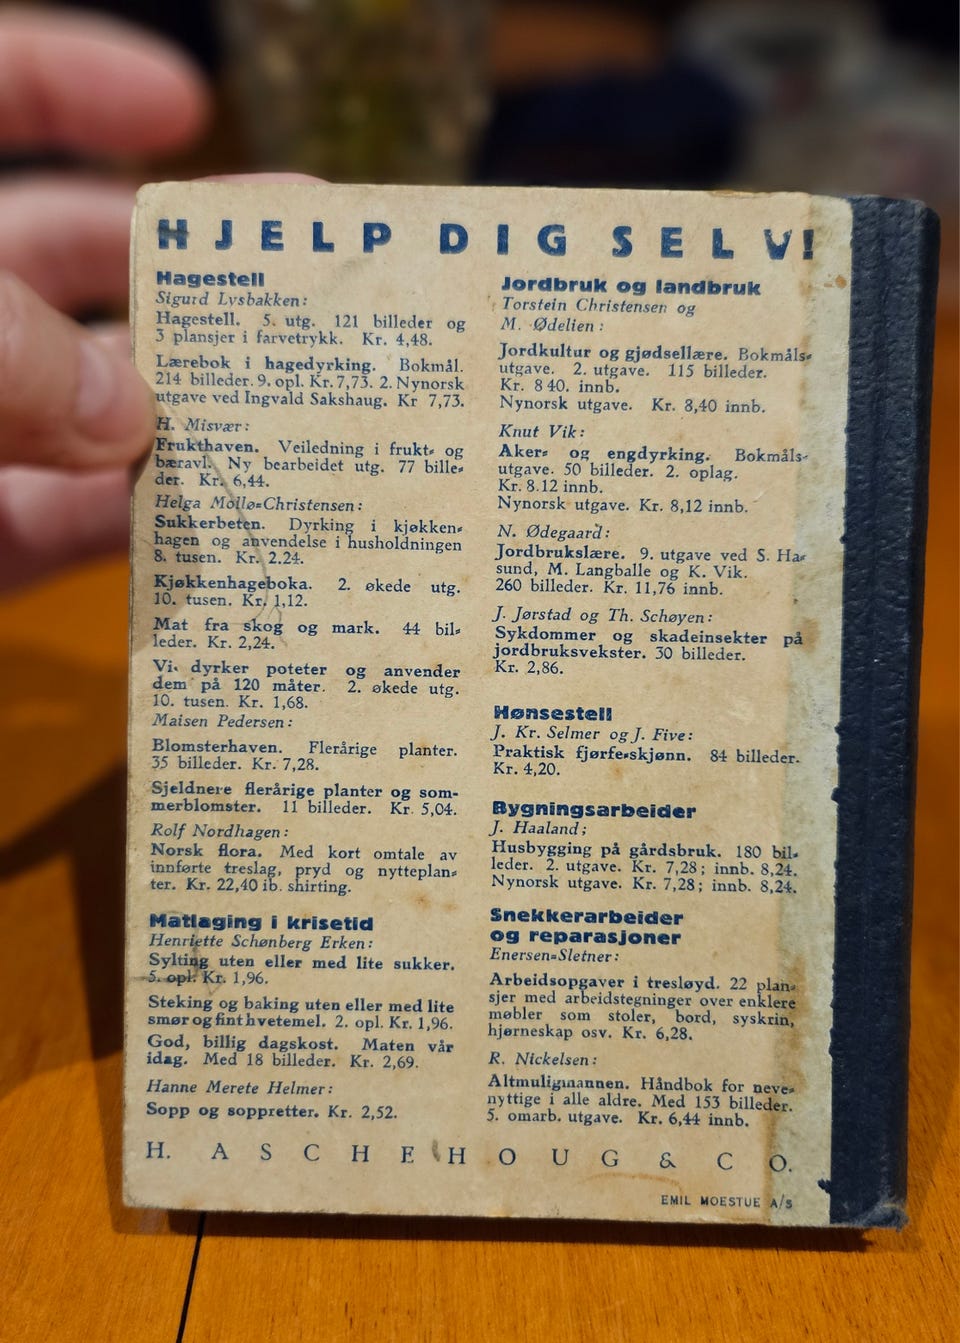 HJELP DIG SELV!
Hagestell
Sigurd Lysbakken:
Hagestell. 5. utg. 121 billeder og
3 plansjer i farvetrykk. Kr. 4,48.
Lærebok i hagedyrking. Bokmål.
214 billeder. 9. opl. Kr. 7,73. 2. Nynorsk
utgave ved Ingvald Sakshaug. Kr 7,73.
H. Misvær:
Frukthaven. Veiledning i frukt- og
bæravl. Ny bearbeidet utg. 77 bille-
der. Kr. 6,44.
Helga Mollø-Christensen:
Sukkerbeten. Dyrking i kjøkken-
hagen og anvendelse i husholdningen
8. tusen. Kr. 2.24.
Kjøkkenhageboka. 2. økede utg.
10. tusen. Kr. 1,12.
Mat fra skog og mark. 44 bil-
leder. Kr. 2,24.
Vi dyrker poteter og anvender
dem på 120 måter. 2. økede utg.
10. tusen. Kr. 1,68.
Maisen Pedersen:
Blomsterhaven. Flerårige planter.
35 billeder. Kr. 7,28.
Sjeldnere flerårige planter og som-
merblomster. 11 billeder. Kr. 5,04.
Rolf Nordhagen:
Norsk flora. Med kort omtale av
innførte treslag, pryd og nytteplan-
ter. Kr. 22,40 ib. shirting.
Matlaging i krisetid
Henriette Schønberg Erken:
Sylting uten eller med lite sukker.
5. opl. Kr. 1,96.
Steking og baking uten eller med lite
smør og fint hvetemel. 2. opl. Kr. 1,96.
God, billig dagskost. Maten vår
idag. Med 18 billeder. Kr. 2,69.
Hanne Merete Helmer:
Sopp og soppretter. Kr. 2,52.
Jordbruk og landbruk
Torstein Christensen og
M. Ødelien:
Jordkultur og gjødsellære. Bokmåls-
utgave. 2. utgave. 115 billeder.
Kr. 8 40. innb.
Nynorsk utgave. Kr. 8,40 innb.
Knut Vik:
Aker- og engdyrking. Bokmåls-
utgave. 50 billeder. 2. oplag.
Kr. 8.12 innb.
Nynorsk utgave. Kr. 8,12 innb.
N. Ødegaard:
Jordbrukslære. 9. utgave ved S. Ha-
sund, M. Langballe og K. Vik.
260 billeder. Kr. 11,76 innb.
J. Jørstad og Th. Schøyen:
Sykdommer og skadeinsekter på
jordbruksvekster. 30 billeder.
Kr. 2,86.
Hønsestell
J. Kr. Selmer og J. Five:
Praktisk fjørfe-skjønn. 84 billeder.
Kr. 4,20.
Bygningsarbeider
J. Haaland;
Husbygging på gårdsbruk. 180 bil-
leder. 2. utgave. Kr. 7,28; innb. 8,24.
Nynorsk utgave. Kr. 7,28; innb. 8,24.
Snekkerarbeider
og reparasjoner
Enersen-Sletner:
Arbeidsopgaver i tresløyd. 22 plan-
sjer med arbeidstegninger over enklere
møbler som stoler, bord, syskrin,
hjørneskap osv. Kr. 6,28.
R. Nickelsen:
Altmuligmannen. Håndbok for neve-
nyttige i alle aldre. Med 153 billeder.
5. omarb. utgave. Kr. 6,44 innb.
H. ASCHEHOUG & CO.
EMIL MOESTUE A/S